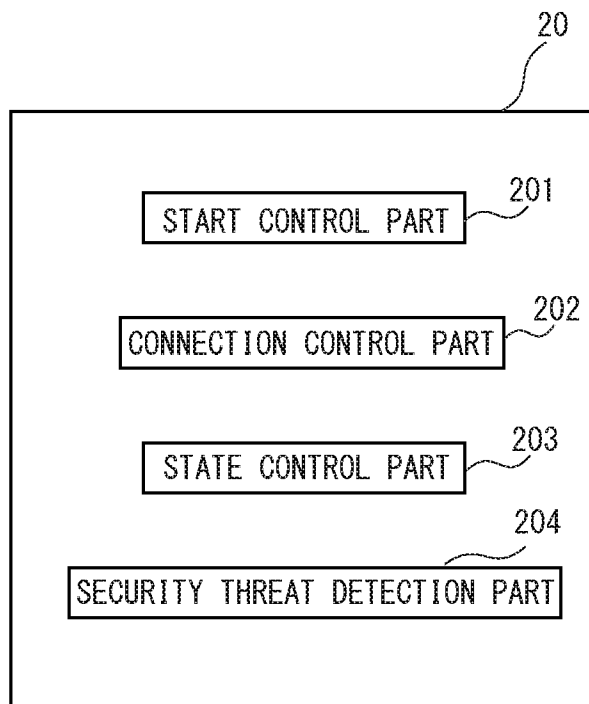 20
START CONTROL PART
201
CONNECTION CONTROL PART
202
STATE CONTROL PART
203
204
SECURITY THREAT DETECTION PART